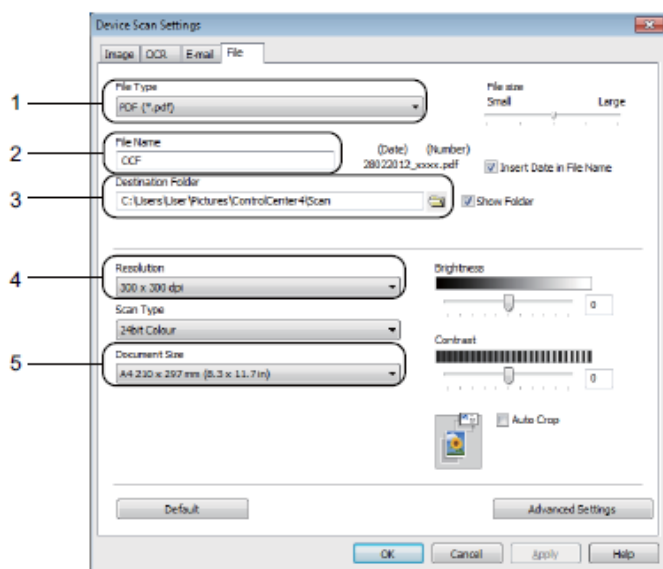 Device Scan Settings
Image OCR E-mail File
1
File Type
PDF (*.pdf)
File size
Small Large
2
File Name
CCF
(Date) (Number)
28022012_xxxx.pdf
Insert Date in File Name
3
Destination Folder
C:\Users\User\Pictures\ControlCenter4\Scan
Show Folder
4
Resolution
300 x 300 dpi
Brightness
0
Scan Type
24bit Colour
Contrast
0
5
Document Size
A4 210 x 297 mm (8.3 x 11.7 in)
Auto Crop
Default
Advanced Settings
OK Cancel Apply Help